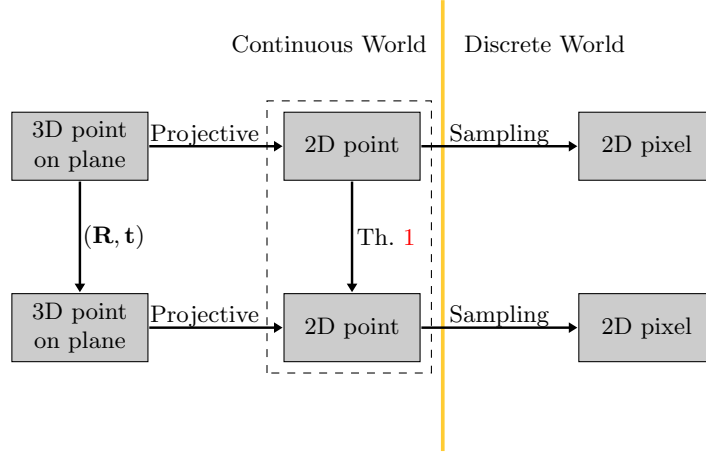 Continuous World
Discrete World
3D point
on plane
Projective
2D point
Sampling
2D pixel
(R, t)
Th. 1
3D point
on plane
Projective
2D point
Sampling
2D pixel